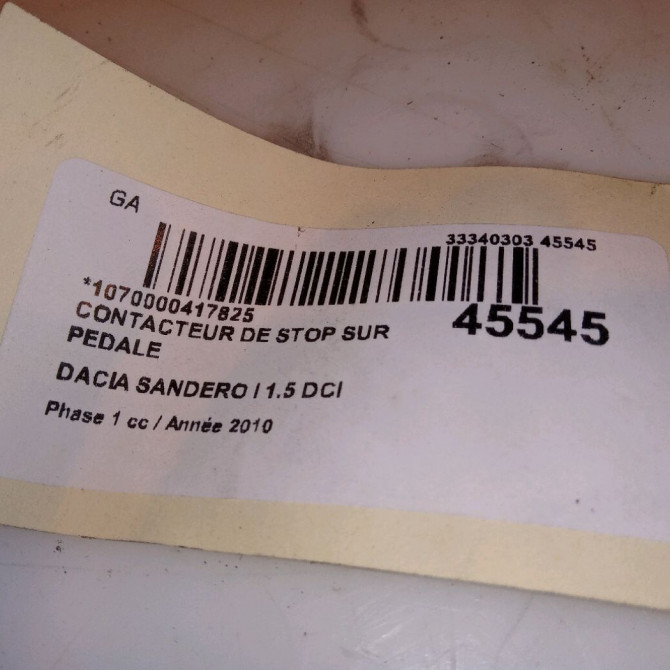 GA
33340303 45545
*1070000417825
45545
CONTACTEUR DE STOP SUR
PEDALE
DACIA SANDERO I 1.5 DCI
Phase 1 cc / Année 2010